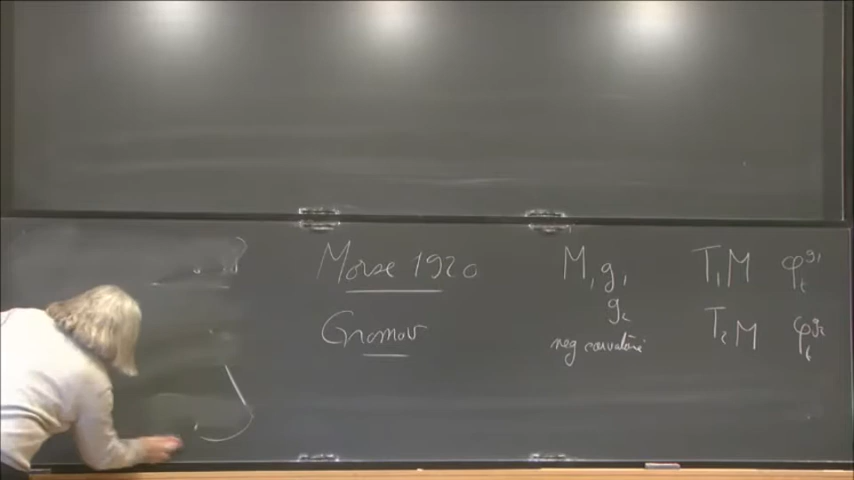 Morse 1920
M, g₁ T₁M φₜ^g₁
g₂
Gromov T₂M φₜ^g₂
neg curvature